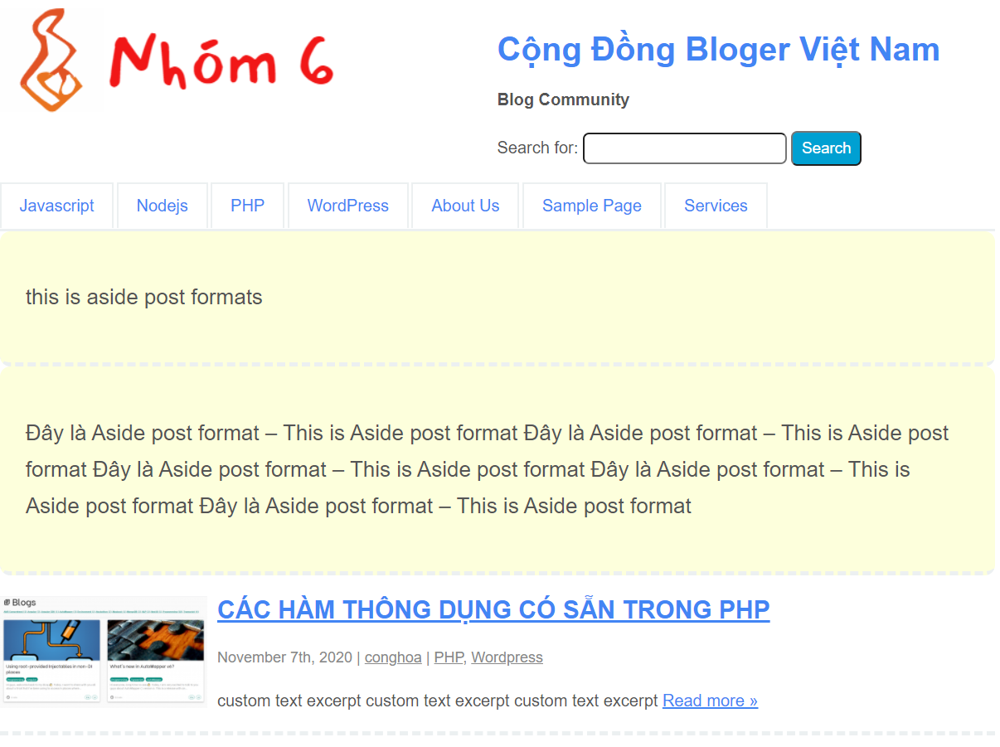 Nhóm 6
Cộng Đồng Bloger Việt Nam
Blog Community
Search for:
Search
Javascript
Nodejs
PHP
WordPress
About Us
Sample Page
Services
this is aside post formats
Đây là Aside post format – This is Aside post format Đây là Aside post format – This is Aside post
format Đây là Aside post format – This is Aside post format Đây là Aside post format – This is
Aside post format Đây là Aside post format – This is Aside post format
Blogs
Using root-provided Injectables in non-DI
places
What's new in AutoMapper v6?
CÁC HÀM THÔNG DỤNG CÓ SẴN TRONG PHP
November 7th, 2020 | conghoa | PHP, Wordpress
custom text excerpt custom text excerpt custom text excerpt Read more »